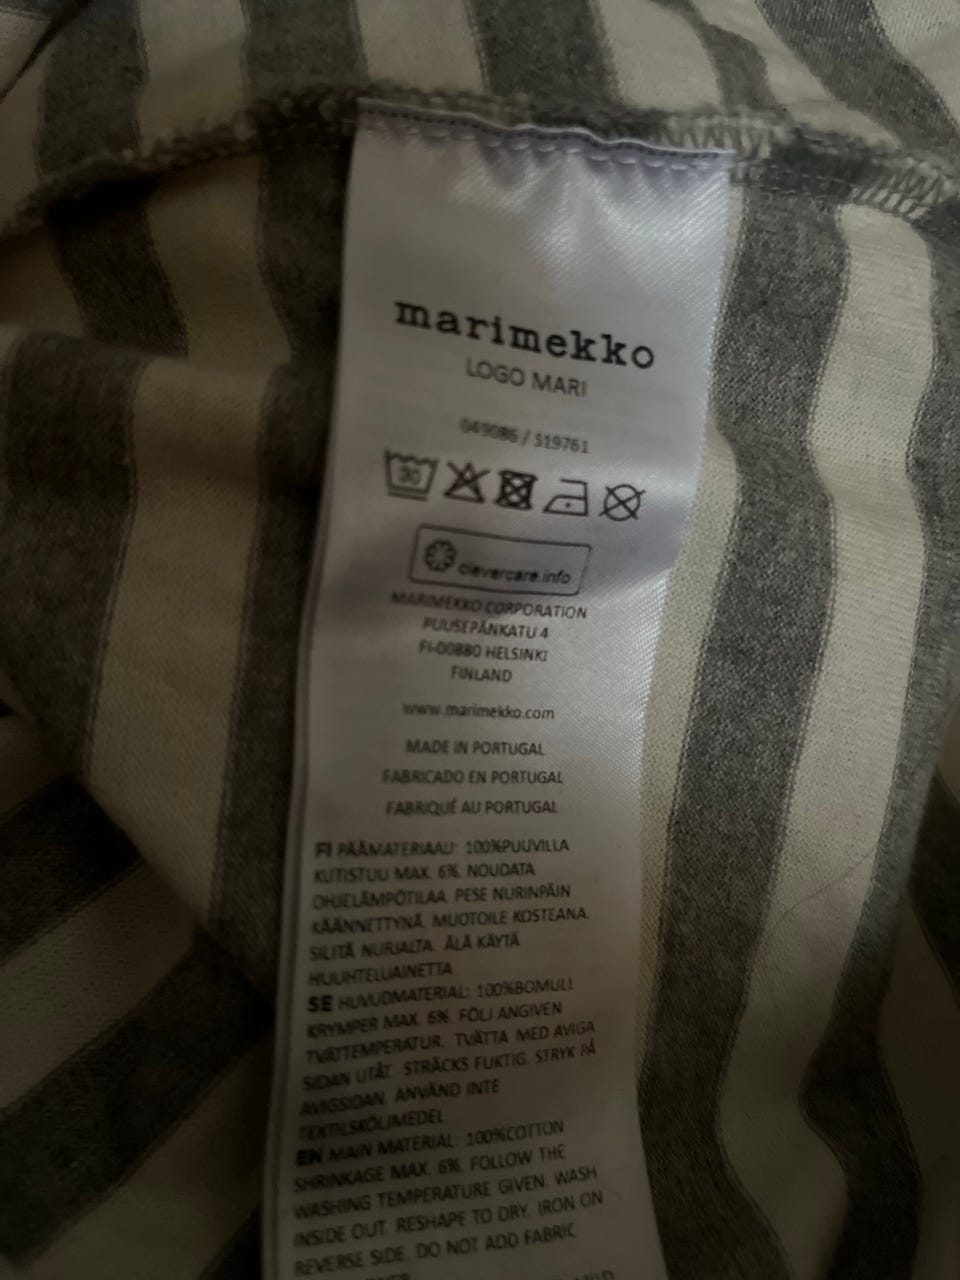 marimekko
LOGO MARI
049086 / 519761
30
clevercare.info
MARIMEKKO CORPORATION
PUUSEPÄNKATU 4
FI-00880 HELSINKI
FINLAND
www.marimekko.com
MADE IN PORTUGAL
FABRICADO EN PORTUGAL
FABRIQUÉ AU PORTUGAL
FI PÄÄMATERIAALI: 100%PUUVILLA
KUTISTUU MAX. 6%. NOUDATA
OHJELÄMPÖTILAA. PESE NURINPÄIN
KÄÄNNETTYNÄ. MUOTOILE KOSTEANA.
SILITÄ NURJALTA. ÄLÄ KÄYTÄ
HUUHTELUAINETTA
SE HUVUDMATERIAL: 100%BOMULL
KRYMPER MAX. 6%. FÖLJ ANGIVEN
TVÄTTEMPERATUR. TVÄTTA MED AVIGA
SIDAN UTÅT. STRÄCKS FUKTIG. STRYK PÅ
AVIGSIDAN. ANVÄND INTE
TEXTILSKÖLJMEDEL
EN MAIN MATERIAL: 100%COTTON
SHRINKAGE MAX. 6%. FOLLOW THE
WASHING TEMPERATURE GIVEN. WASH
INSIDE OUT. RESHAPE TO DRY. IRON ON
REVERSE SIDE. DO NOT ADD FABRIC